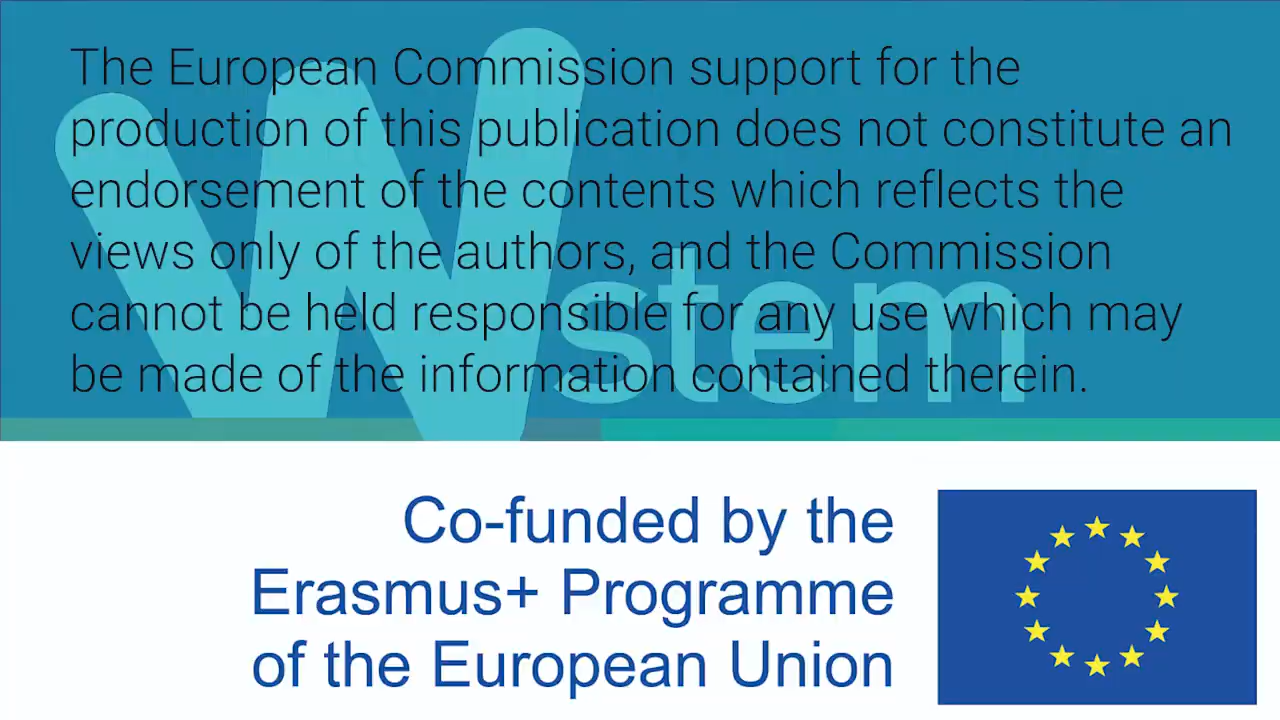 The European Commission support for the
production of this publication does not constitute an
endorsement of the contents which reflects the
views only of the authors, and the Commission
cannot be held responsible for any use which may
be made of the information contained therein.
Wstem
Co-funded by the
Erasmus+ Programme
of the European Union